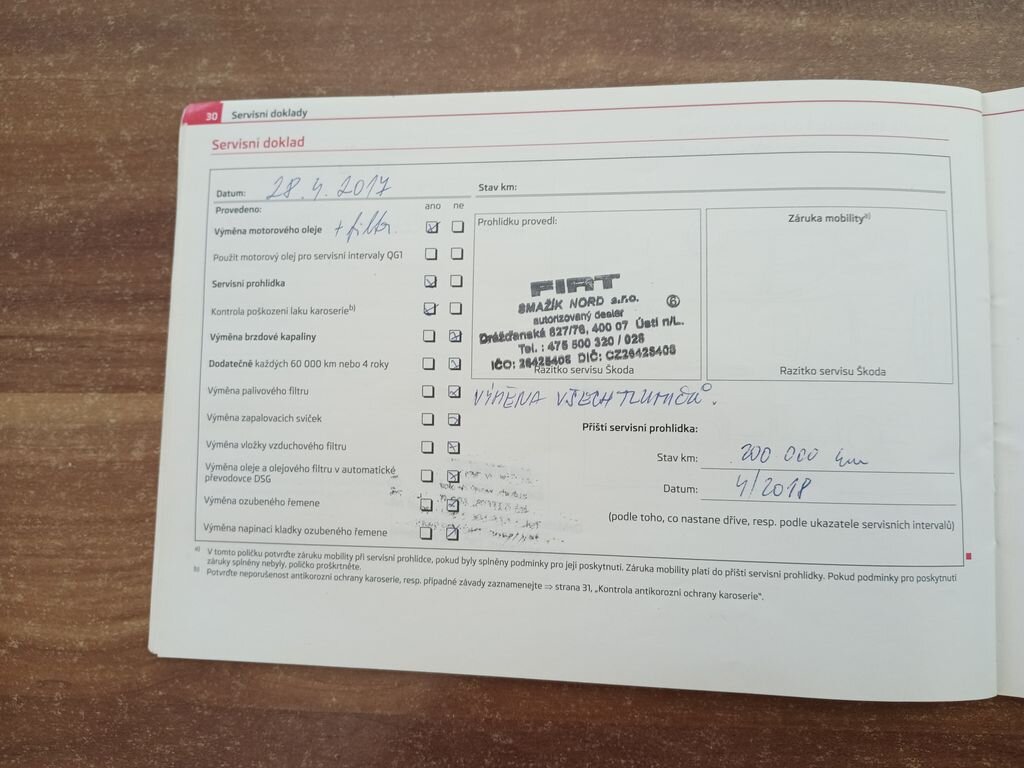 30 Servisní doklady
Servisní doklad
Datum: 28. 4. 2017
Stav km:
Provedeno: ano ne
Výměna motorového oleje + filtr.
Použit motorový olej pro servisní intervaly QG1
Servisní prohlídka
Kontrola poškození laku karoserie b)
Výměna brzdové kapaliny
Dodatečně každých 60 000 km nebo 4 roky
Výměna palivového filtru
Výměna zapalovacích svíček
Výměna vložky vzduchového filtru
Výměna oleje a olejového filtru v automatické
převodovce DSG
Výměna ozubeného řemene
Výměna napínací kladky ozubeného řemene
Prohlídku provedl:
FIAT
SMAŽÍK NORD s.r.o. 6
autorizovaný dealer
Drážďanská 827/76, 400 07 Ústí n/L.
Tel. : 475 500 320 / 028
IČO: 26425408 DIČ: CZ26425408
Razítko servisu Škoda
Záruka mobility a)
Razítko servisu Škoda
VÝMĚNA VŠECH TLUMIČŮ.
Příští servisní prohlídka:
Stav km: 200 000 km
Datum: 4/2018
(podle toho, co nastane dříve, resp. podle ukazatele servisních intervalů)
a) V tomto políčku potvrďte záruku mobility při servisní prohlídce, pokud byly splněny podmínky pro její poskytnutí. Záruka mobility platí do příští servisní prohlídky. Pokud podmínky pro poskytnutí
záruky splněny nebyly, políčko proškrtněte.
b) Potvrďte neporušenost antikorozní ochrany karoserie, resp. případné závady zaznamenejte ⇒ strana 31, „Kontrola antikorozní ochrany karoserie“.